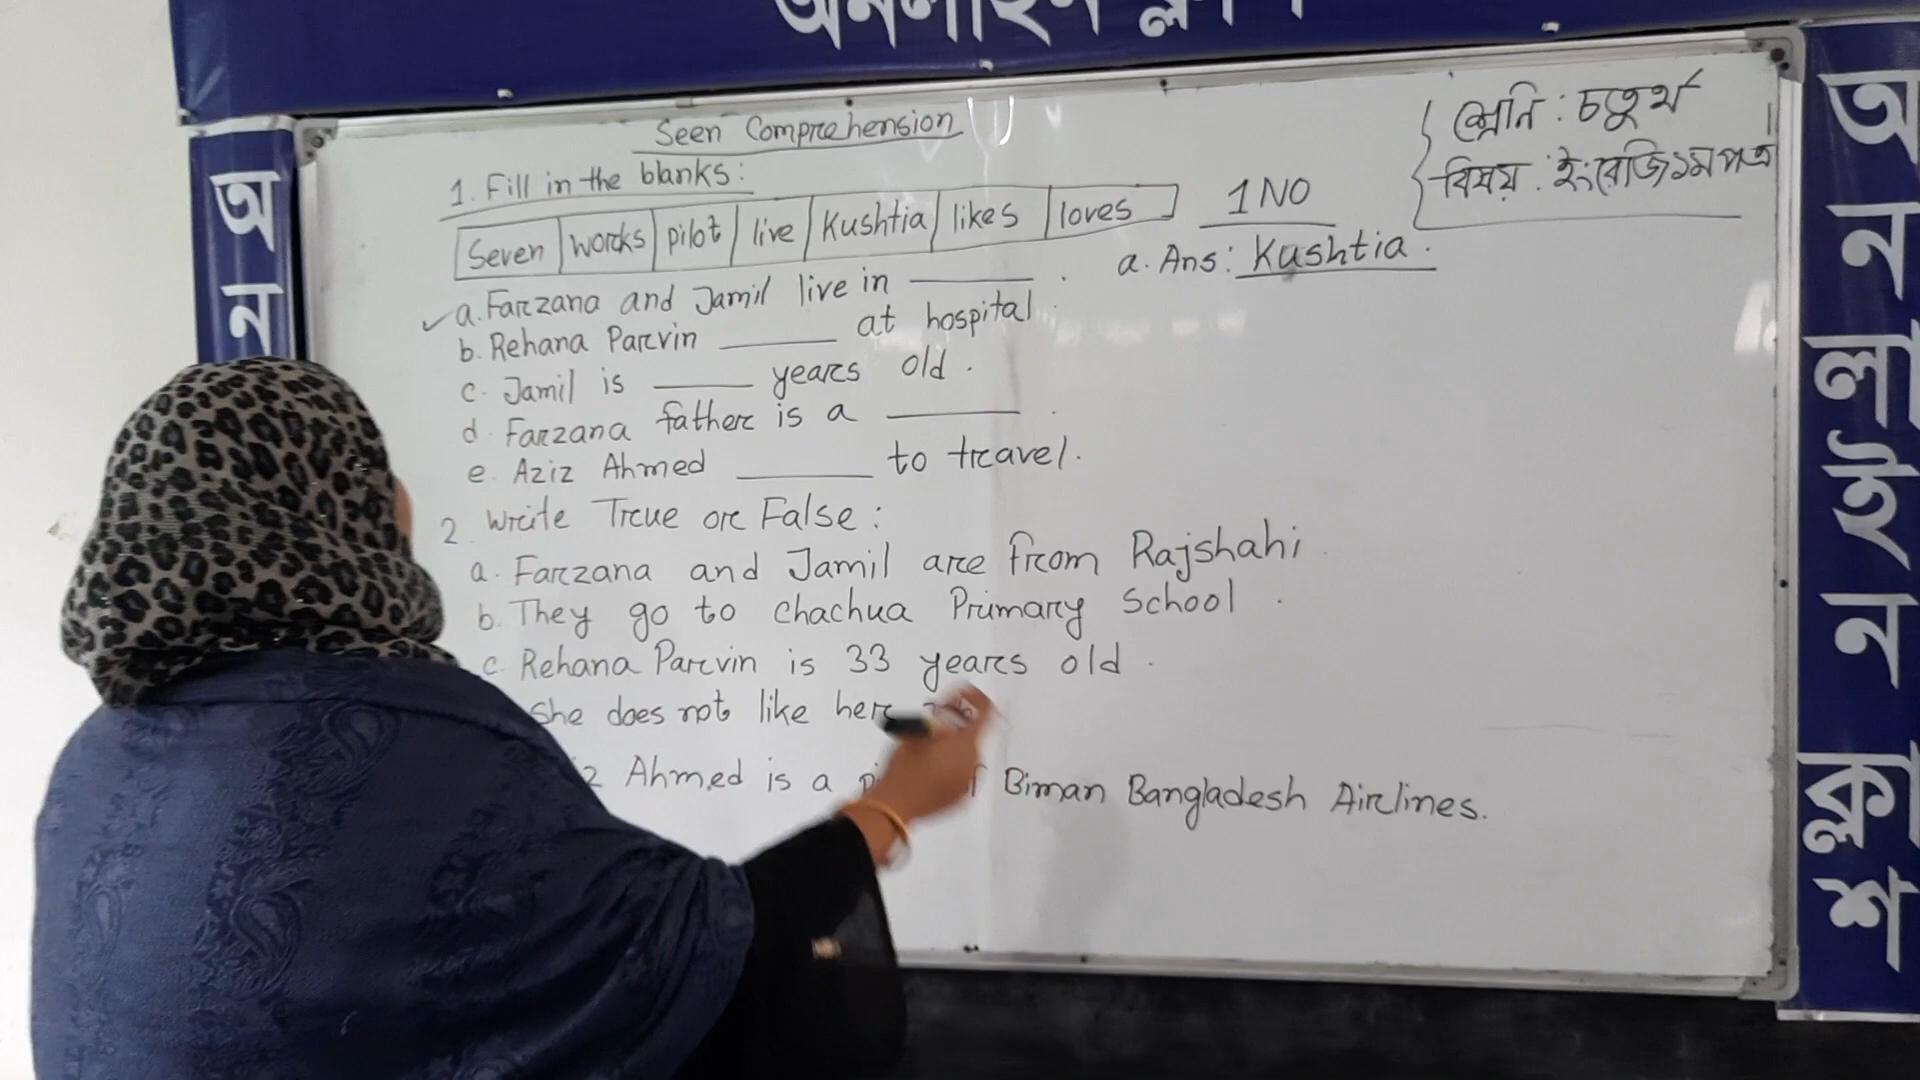 অনলাইন ক্লাশ
অনলাইন ক্লাশ
অন
শ্রেনি : চতুর্থ
বিষয় : ইংরেজি ১ম পত্র
Seen Comprehension
1. Fill in the blanks:
Seven works pilot live Kushtia likes loves
a. Farzana and Jamil live in ______ .
b. Rehana Parvin ______ at hospital.
c. Jamil is ______ years old.
d. Farzana father is a ______ .
e. Aziz Ahmed ______ to travel.
2. Write True or False:
a. Farzana and Jamil are from Rajshahi.
b. They go to chachua Primary School.
c. Rehana Parvin is 33 years old.
She does not like her
Ahmed is a Biman Bangladesh Airlines.
1 NO
a. Ans: Kushtia.